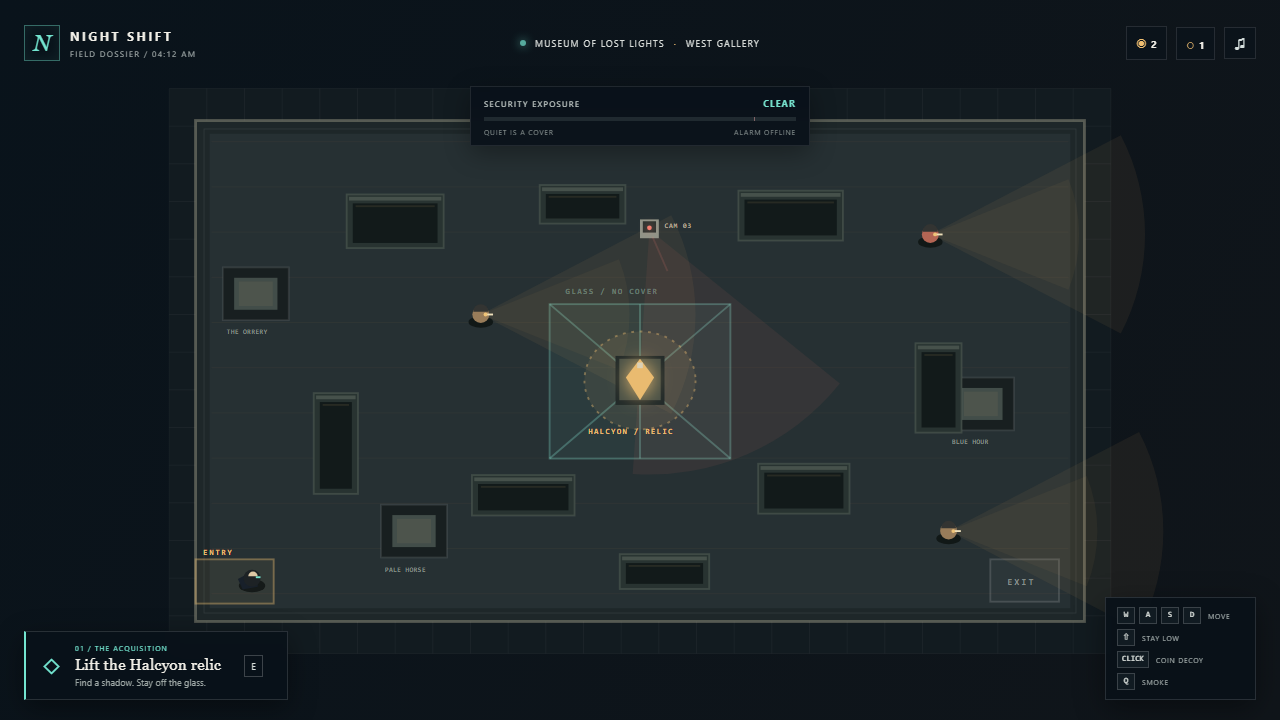 N
NIGHT SHIFT
FIELD DOSSIER / 04:12 AM
MUSEUM OF LOST LIGHTS · WEST GALLERY
2
1
SECURITY EXPOSURE
CLEAR
QUIET IS A COVER
ALARM OFFLINE
CAM 03
GLASS / NO COVER
THE ORRERY
HALCYON / RELIC
BLUE HOUR
PALE HORSE
ENTRY
EXIT
01 / THE ACQUISITION
Lift the Halcyon relic
Find a shadow. Stay off the glass.
E
W A S D MOVE
⇧ STAY LOW
CLICK COIN DECOY
Q SMOKE